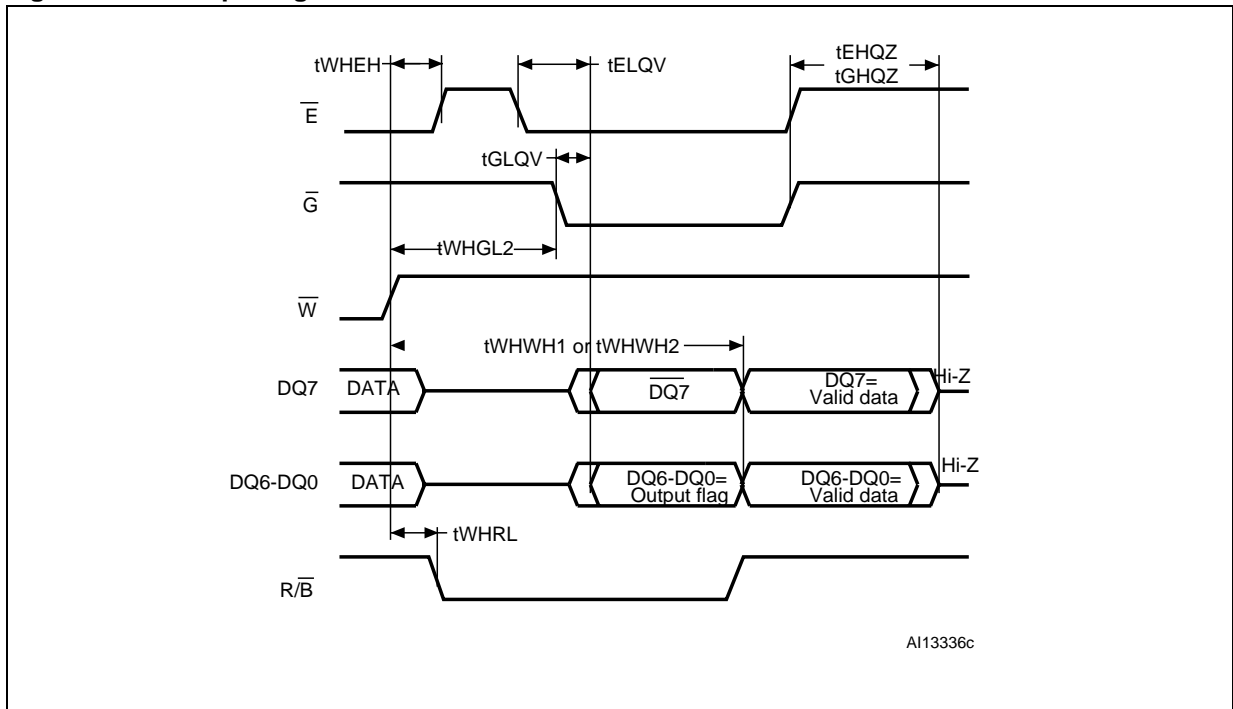 tWHEH
tELQV
tEHQZ
tGHQZ
E̅
tGLQV
G̅
tWHGL2
W̅
tWHWH1 or tWHWH2
DQ7
DATA
D̅Q̅7̅
DQ7=
Valid data
Hi-Z
DQ6-DQ0
DATA
DQ6-DQ0=
Output flag
DQ6-DQ0=
Valid data
Hi-Z
tWHRL
R/B̅
AI13336c